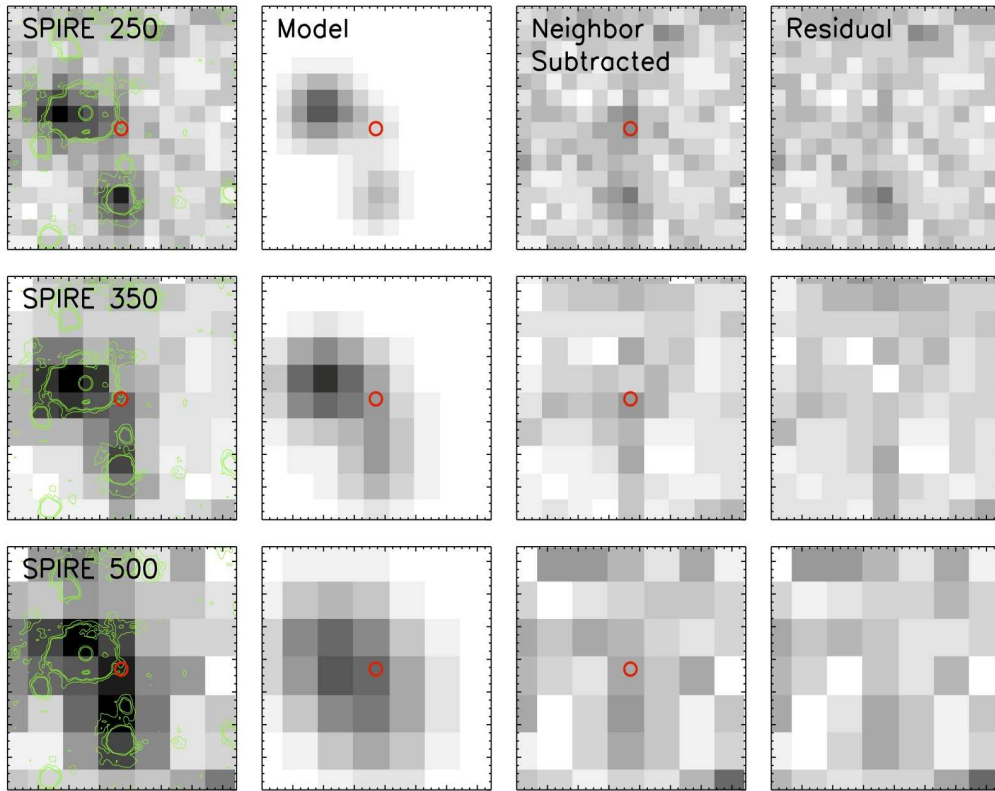 SPIRE 250
Model
Neighbor
Subtracted
Residual
SPIRE 350
SPIRE 500